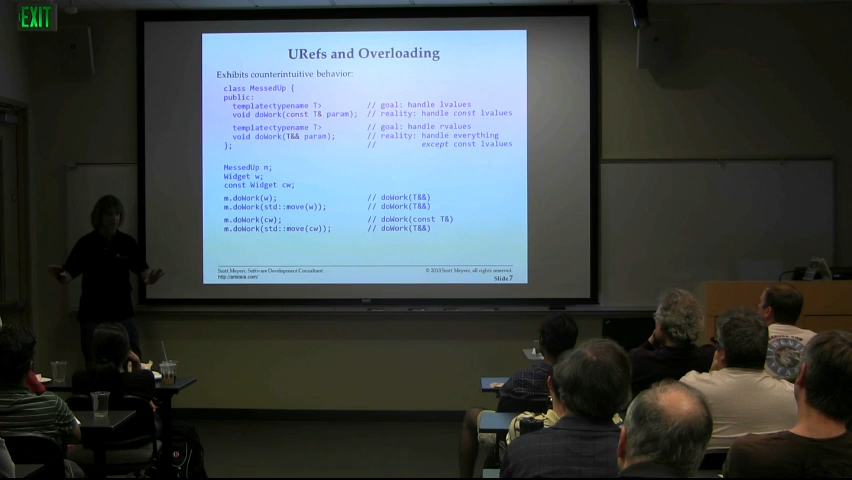 EXIT
URefs and Overloading
Exhibits counterintuitive behavior:
class MessedUp {
public:
template<typename T> // goal: handle lvalues
void doWork(const T& param); // reality: handle const lvalues
template<typename T> // goal: handle rvalues
void doWork(T&& param); // reality: handle everything
}; // except const lvalues
MessedUp m;
Widget w;
const Widget cw;
m.doWork(w); // doWork(T&&)
m.doWork(std::move(w)); // doWork(T&&)
m.doWork(cw); // doWork(const T&)
m.doWork(std::move(cw)); // doWork(T&&)
Scott Meyers, Software Development Consultant © 2013 Scott Meyers, all rights reserved.
http://aristeia.com/ Slide 7